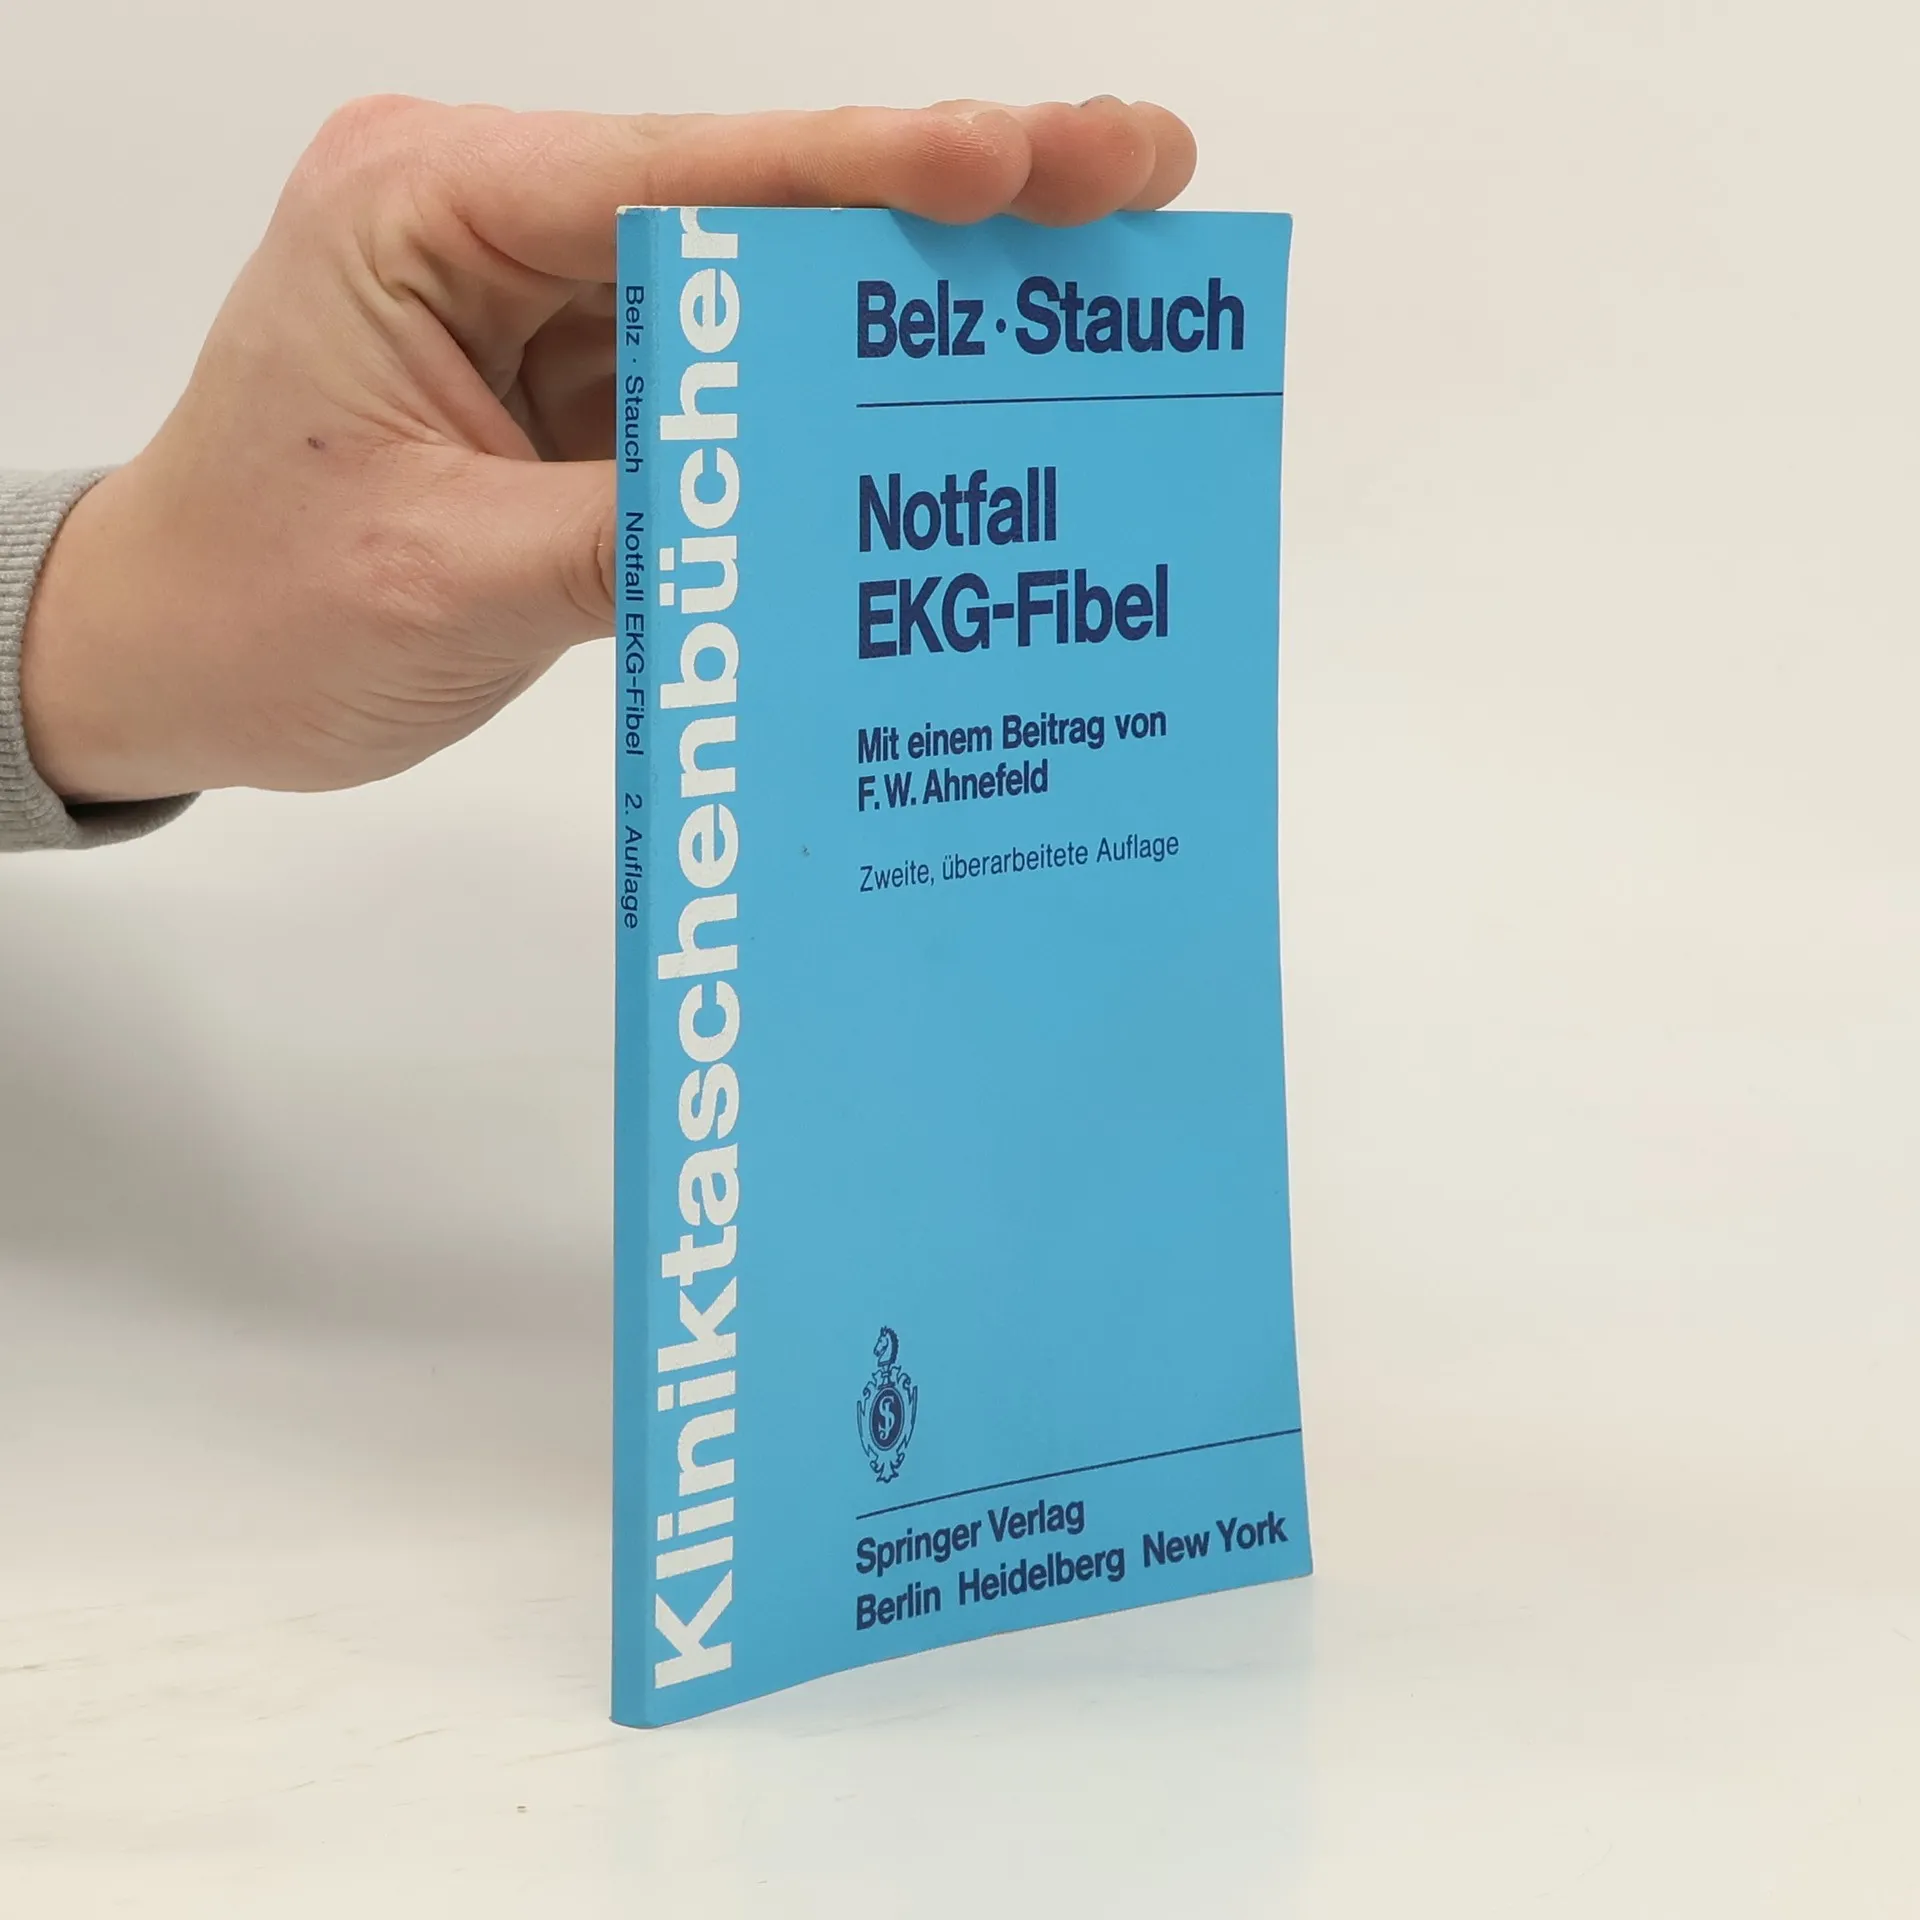 Belz · Stauch Notfall EKG-Fibel 2. Auflage
Kliniktaschenbücher
Belz · Stauch
Notfall
EKG-Fibel
Mit einem Beitrag von
F. W. Ahnefeld
Zweite, überarbeitete Auflage
Springer Verlag
Berlin Heidelberg New York